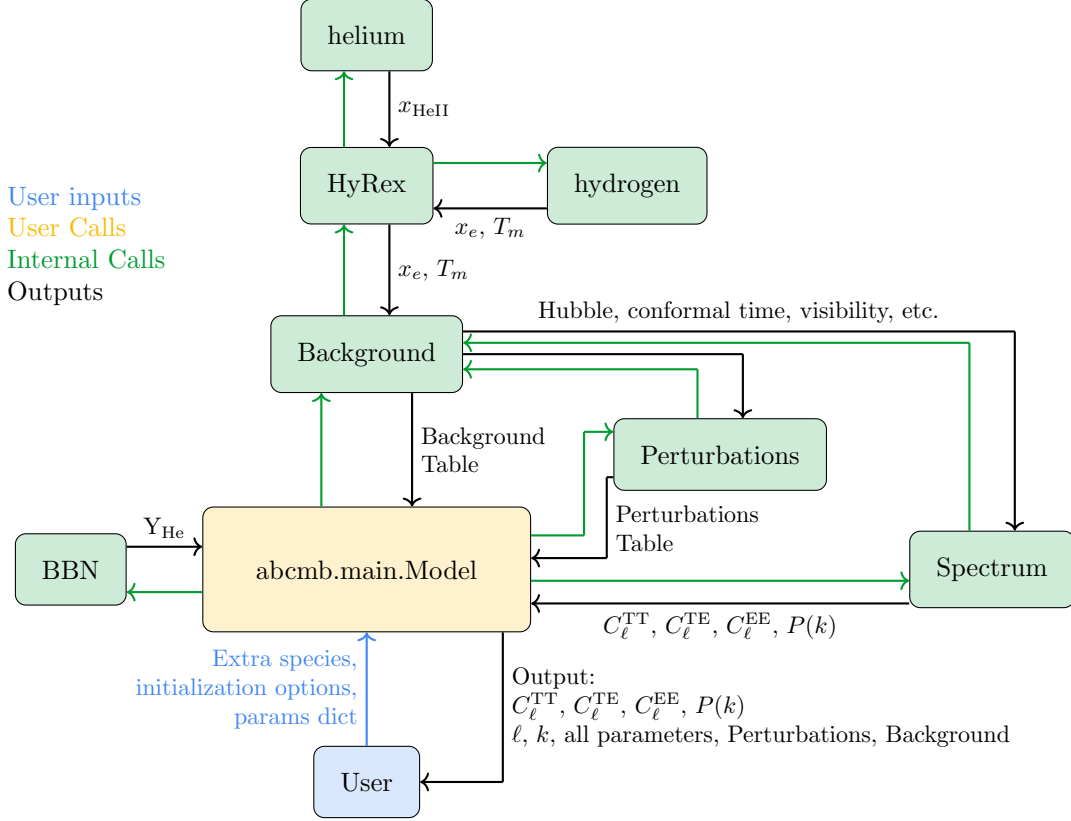 helium
x_HeII
HyRex
hydrogen
x_e, T_m
x_e, T_m
User inputs
User Calls
Internal Calls
Outputs
Hubble, conformal time, visibility, etc.
Background
Background
Table
Perturbations
Perturbations
Table
Y_He
BBN
abcmb.main.Model
Spectrum
C_ℓ^TT, C_ℓ^TE, C_ℓ^EE, P(k)
Extra species,
initialization options,
params dict
Output:
C_ℓ^TT, C_ℓ^TE, C_ℓ^EE, P(k)
ℓ, k, all parameters, Perturbations, Background
User